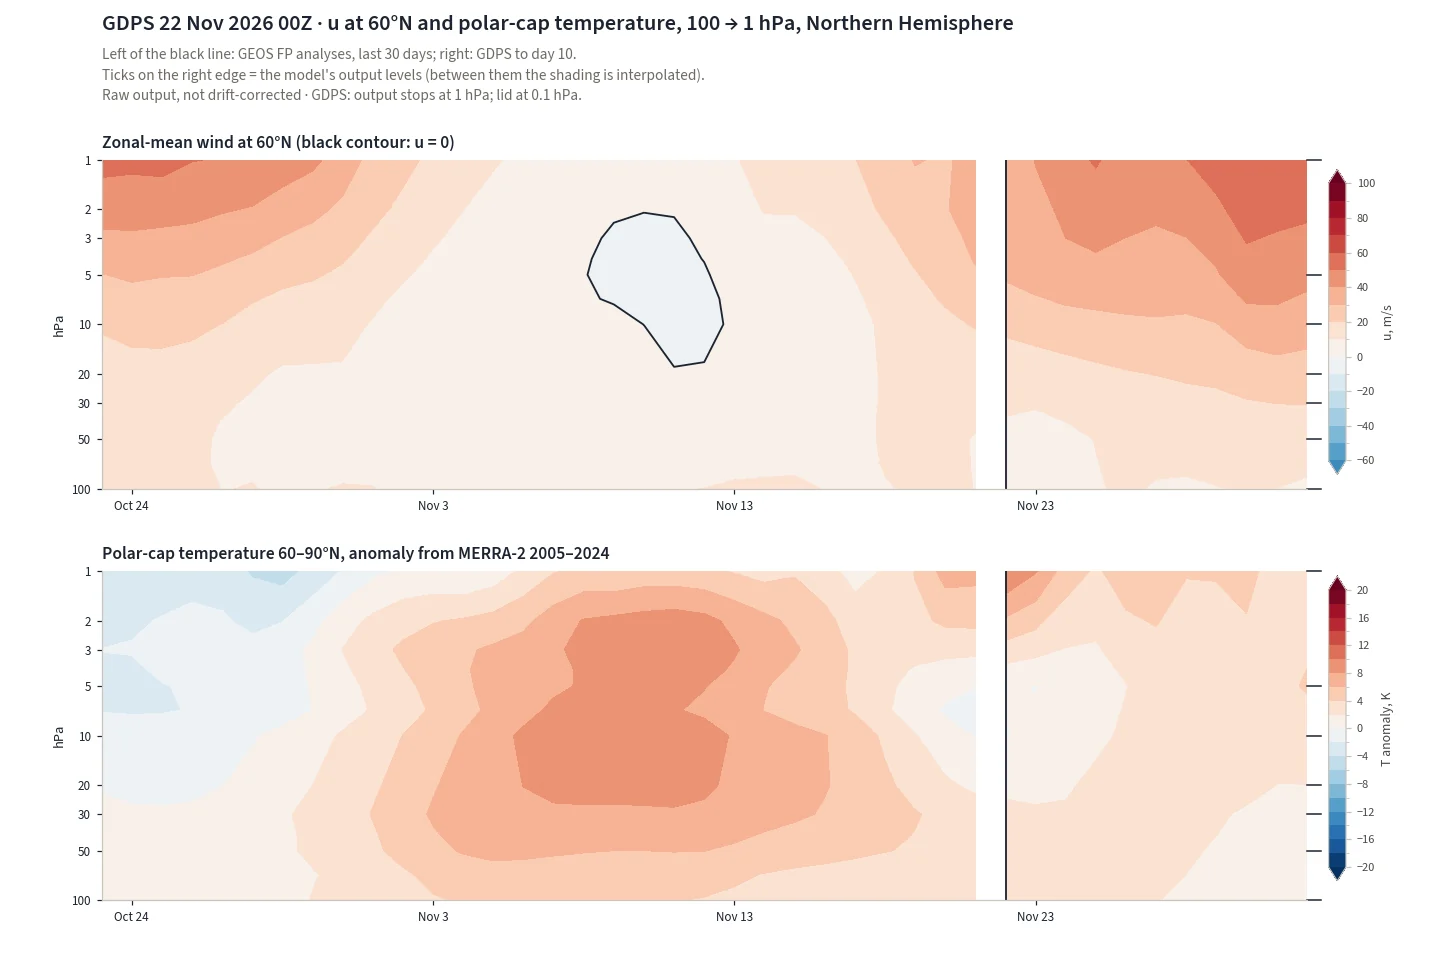 GDPS 22 Nov 2026 00Z · u at 60°N and polar-cap temperature, 100 → 1 hPa, Northern Hemisphere
Left of the black line: GEOS FP analyses, last 30 days; right: GDPS to day 10.
Ticks on the right edge = the model's output levels (between them the shading is interpolated).
Raw output, not drift-corrected · GDPS: output stops at 1 hPa; lid at 0.1 hPa.
Zonal-mean wind at 60°N (black contour: u = 0)
1
2
3
5
10
20
30
50
100
hPa
Oct 24
Nov 3
Nov 13
Nov 23
100
80
60
40
20
0
−20
−40
−60
u, m/s
Polar-cap temperature 60–90°N, anomaly from MERRA-2 2005–2024
1
2
3
5
10
20
30
50
100
hPa
Oct 24
Nov 3
Nov 13
Nov 23
20
16
12
8
4
0
−4
−8
−12
−16
−20
T anomaly, K